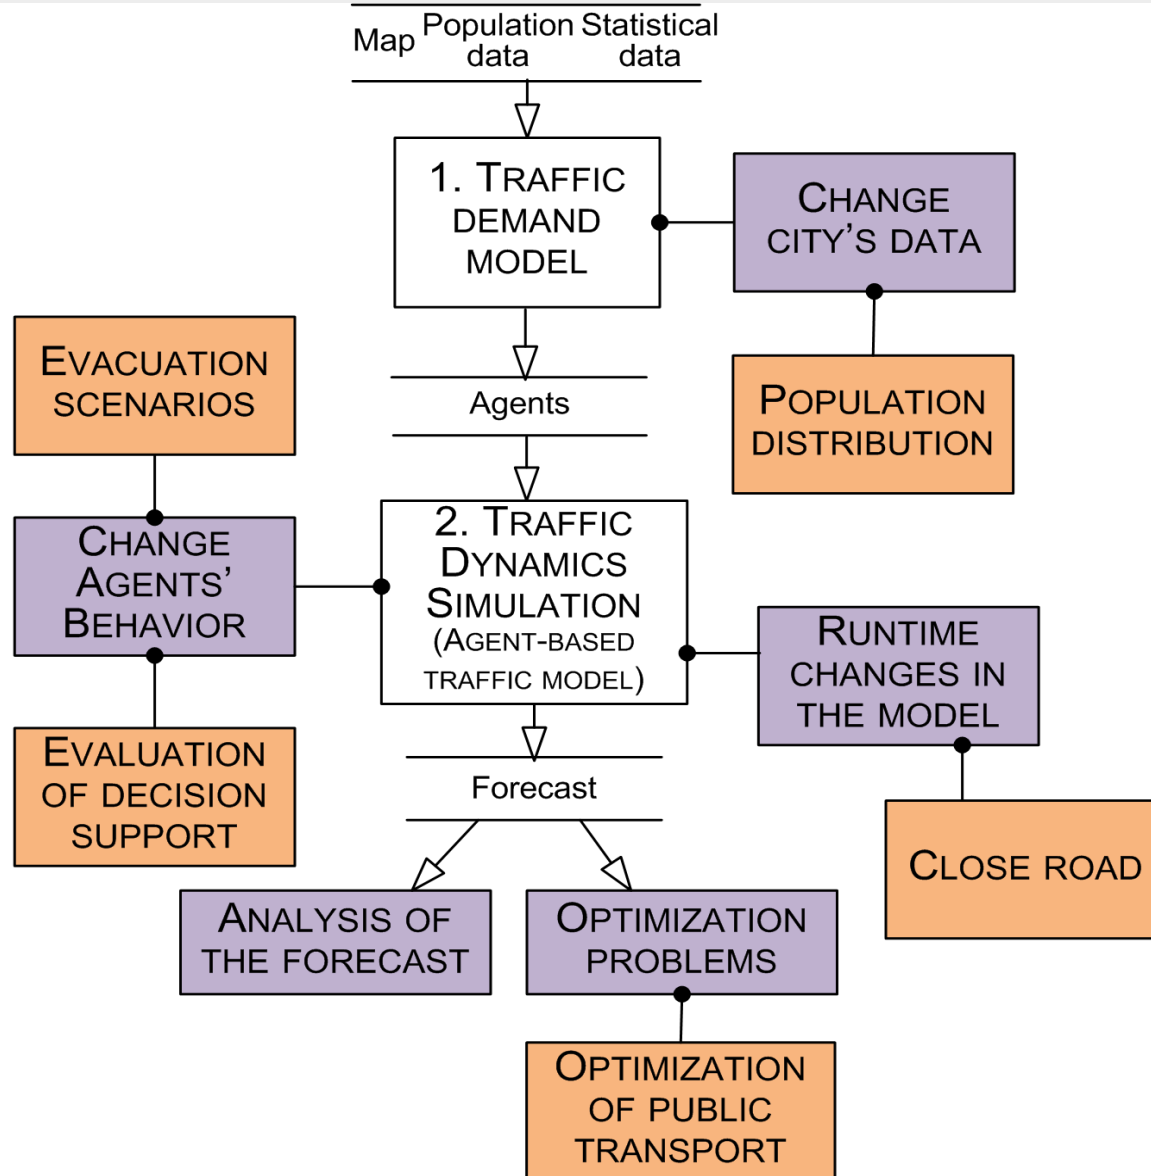 Map Population Statistical
data data
1. TRAFFIC
DEMAND
MODEL
CHANGE
CITY'S DATA
POPULATION
DISTRIBUTION
Agents
EVACUATION
SCENARIOS
CHANGE
AGENTS'
BEHAVIOR
EVALUATION
OF DECISION
SUPPORT
2. TRAFFIC
DYNAMICS
SIMULATION
(AGENT-BASED
TRAFFIC MODEL)
RUNTIME
CHANGES IN
THE MODEL
CLOSE ROAD
Forecast
ANALYSIS OF
THE FORECAST
OPTIMIZATION
PROBLEMS
OPTIMIZATION
OF PUBLIC
TRANSPORT